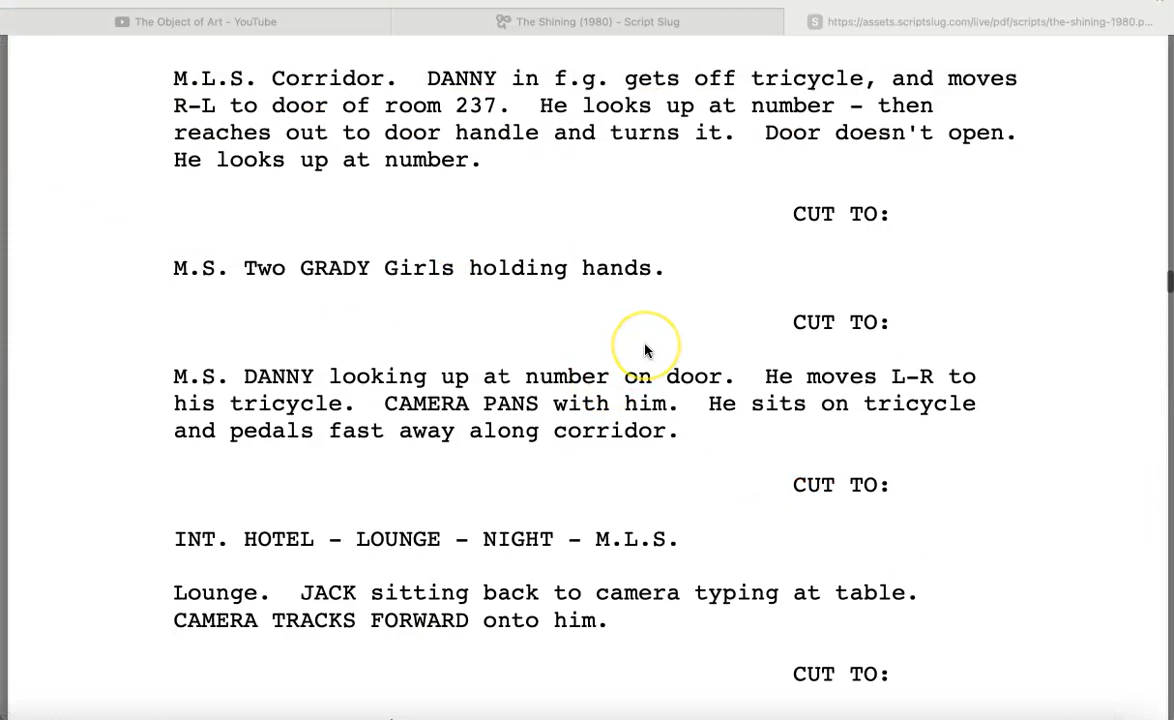 The Object of Art - YouTube
The Shining (1980) - Script Slug
S https://assets.scriptslug.com/live/pdf/scripts/the-shining-1980.p...
M.L.S. Corridor. DANNY in f.g. gets off tricycle, and moves
R-L to door of room 237. He looks up at number - then
reaches out to door handle and turns it. Door doesn't open.
He looks up at number.
CUT TO:
M.S. Two GRADY Girls holding hands.
CUT TO:
M.S. DANNY looking up at number on door. He moves L-R to
his tricycle. CAMERA PANS with him. He sits on tricycle
and pedals fast away along corridor.
CUT TO:
INT. HOTEL - LOUNGE - NIGHT - M.L.S.
Lounge. JACK sitting back to camera typing at table.
CAMERA TRACKS FORWARD onto him.
CUT TO: